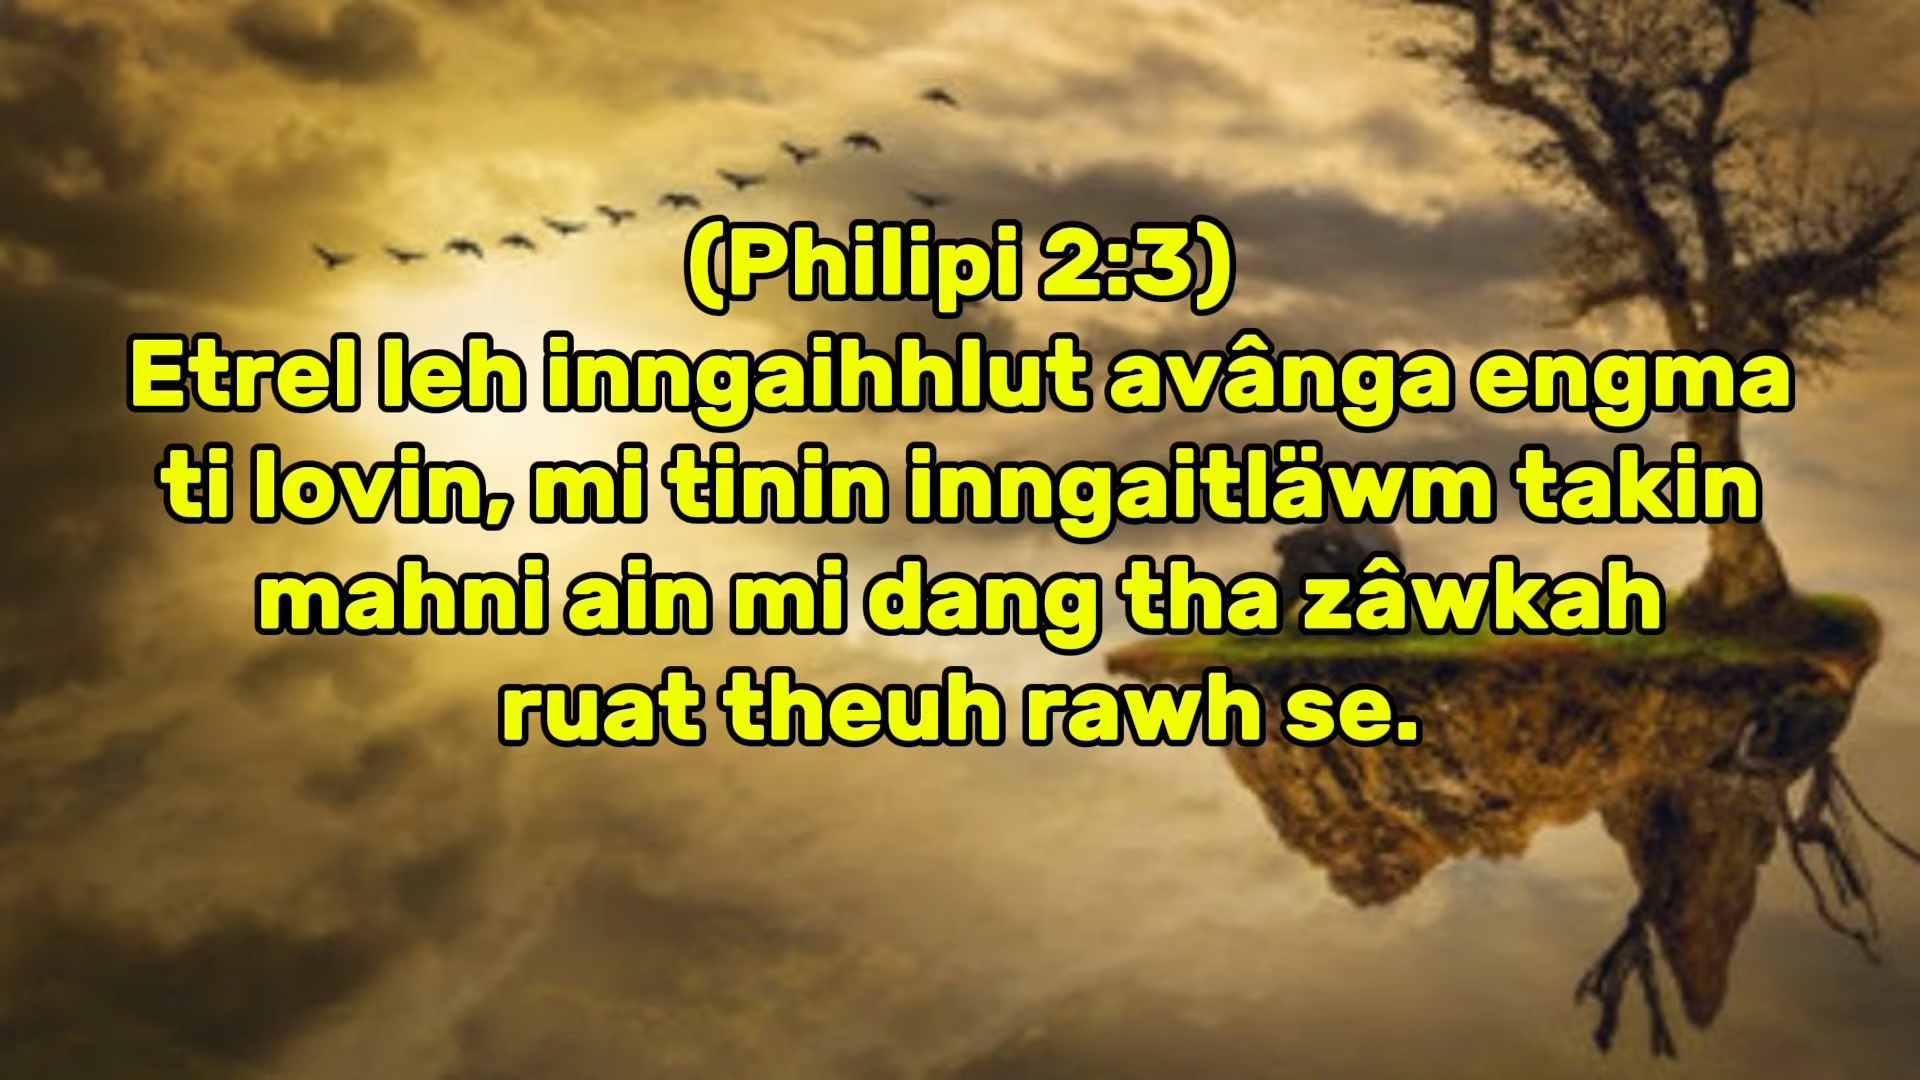 (Philipi 2:3)
Etrel leh inngaihhlut avânga engma
ti lovin, mi tinin inngaitläwm takin
mahni ain mi dang tha zâwkah
ruat theuh rawh se.